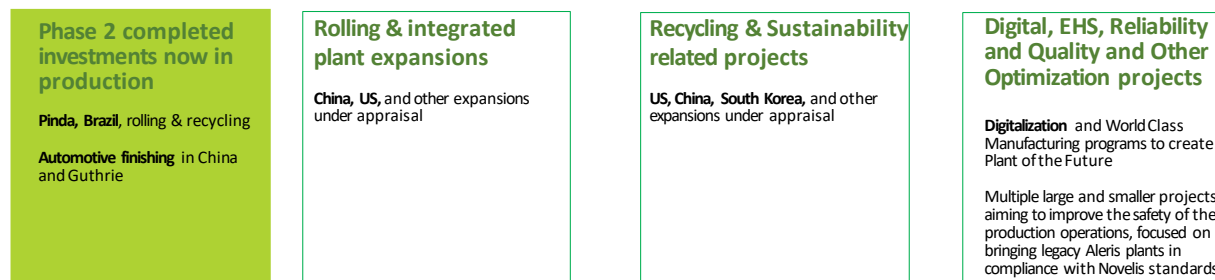 Phase 2 completed
investments now in
production
Pinda, Brazil, rolling & recycling
Automotive finishing in China
and Guthrie
Rolling & integrated
plant expansions
China, US, and other expansions
under appraisal
Recycling & Sustainability
related projects
US, China, South Korea, and other
expansions under appraisal
Digital, EHS, Reliability
and Quality and Other
Optimization projects
Digitalization and World Class
Manufacturing programs to create
Plant of the Future
Multiple large and smaller projects
aiming to improve the safety of the
production operations, focused on
bringing legacy Aleris plants in
compliance with Novelis standards